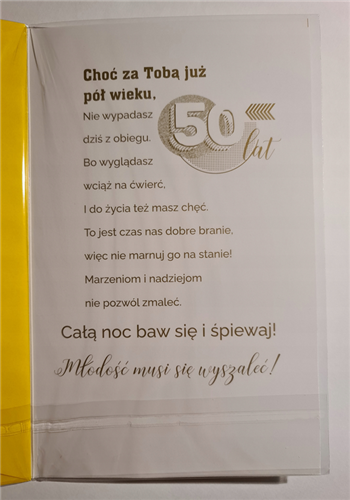 Choć za Tobą już
pół wieku,
Nie wypadasz
dziś z obiegu.
50
lat
Bo wyglądasz
wciąż na ćwierć,
I do życia też masz chęć.
To jest czas nas dobre branie,
więc nie marnuj go na stanie!
Marzeniom i nadziejom
nie pozwól zmaleć.
Całą noc baw się i śpiewaj!
Młodość musi się wyszaleć!